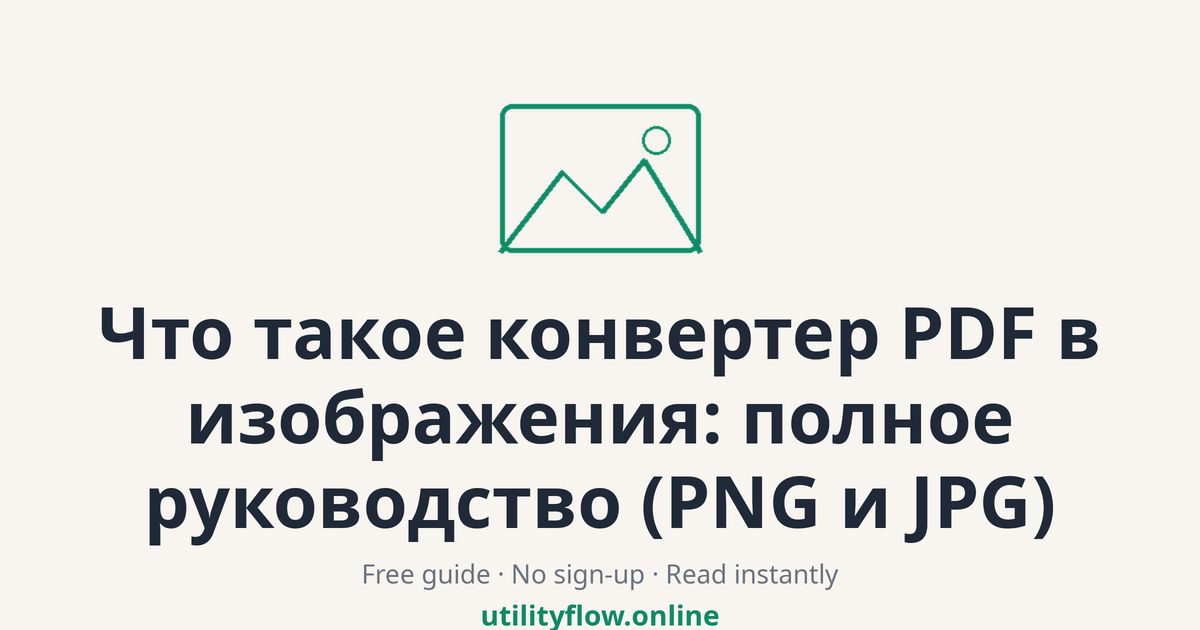 Что такое конвертер PDF в
изображения: полное
руководство (PNG и JPG)
Free guide · No sign-up · Read instantly
utilityflow.online